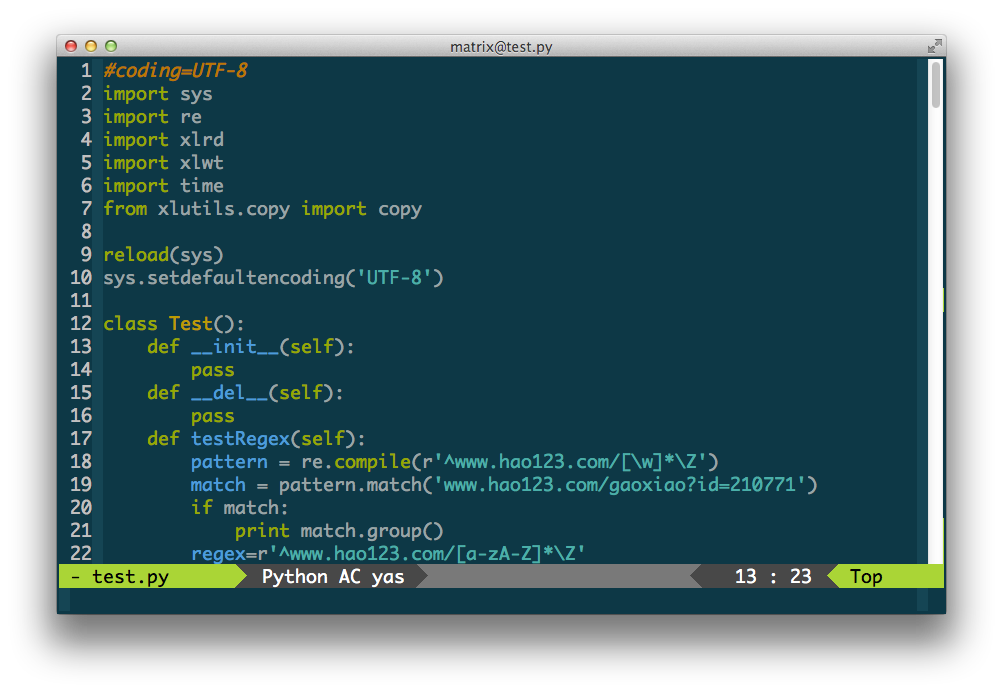 matrix@test.py
1 #coding=UTF-8
2 import sys
3 import re
4 import xlrd
5 import xlwt
6 import time
7 from xlutils.copy import copy
8
9 reload(sys)
10 sys.setdefaultencoding('UTF-8')
11
12 class Test():
13     def __init__(self):
14         pass
15     def __del__(self):
16         pass
17     def testRegex(self):
18         pattern = re.compile(r'^www.hao123.com/[\w]*\Z')
19         match = pattern.match('www.hao123.com/gaoxiao?id=210771')
20         if match:
21             print match.group()
22         regex=r'^www.hao123.com/[a-zA-Z]*\Z'
- test.py Python AC yas 13 : 23 Top